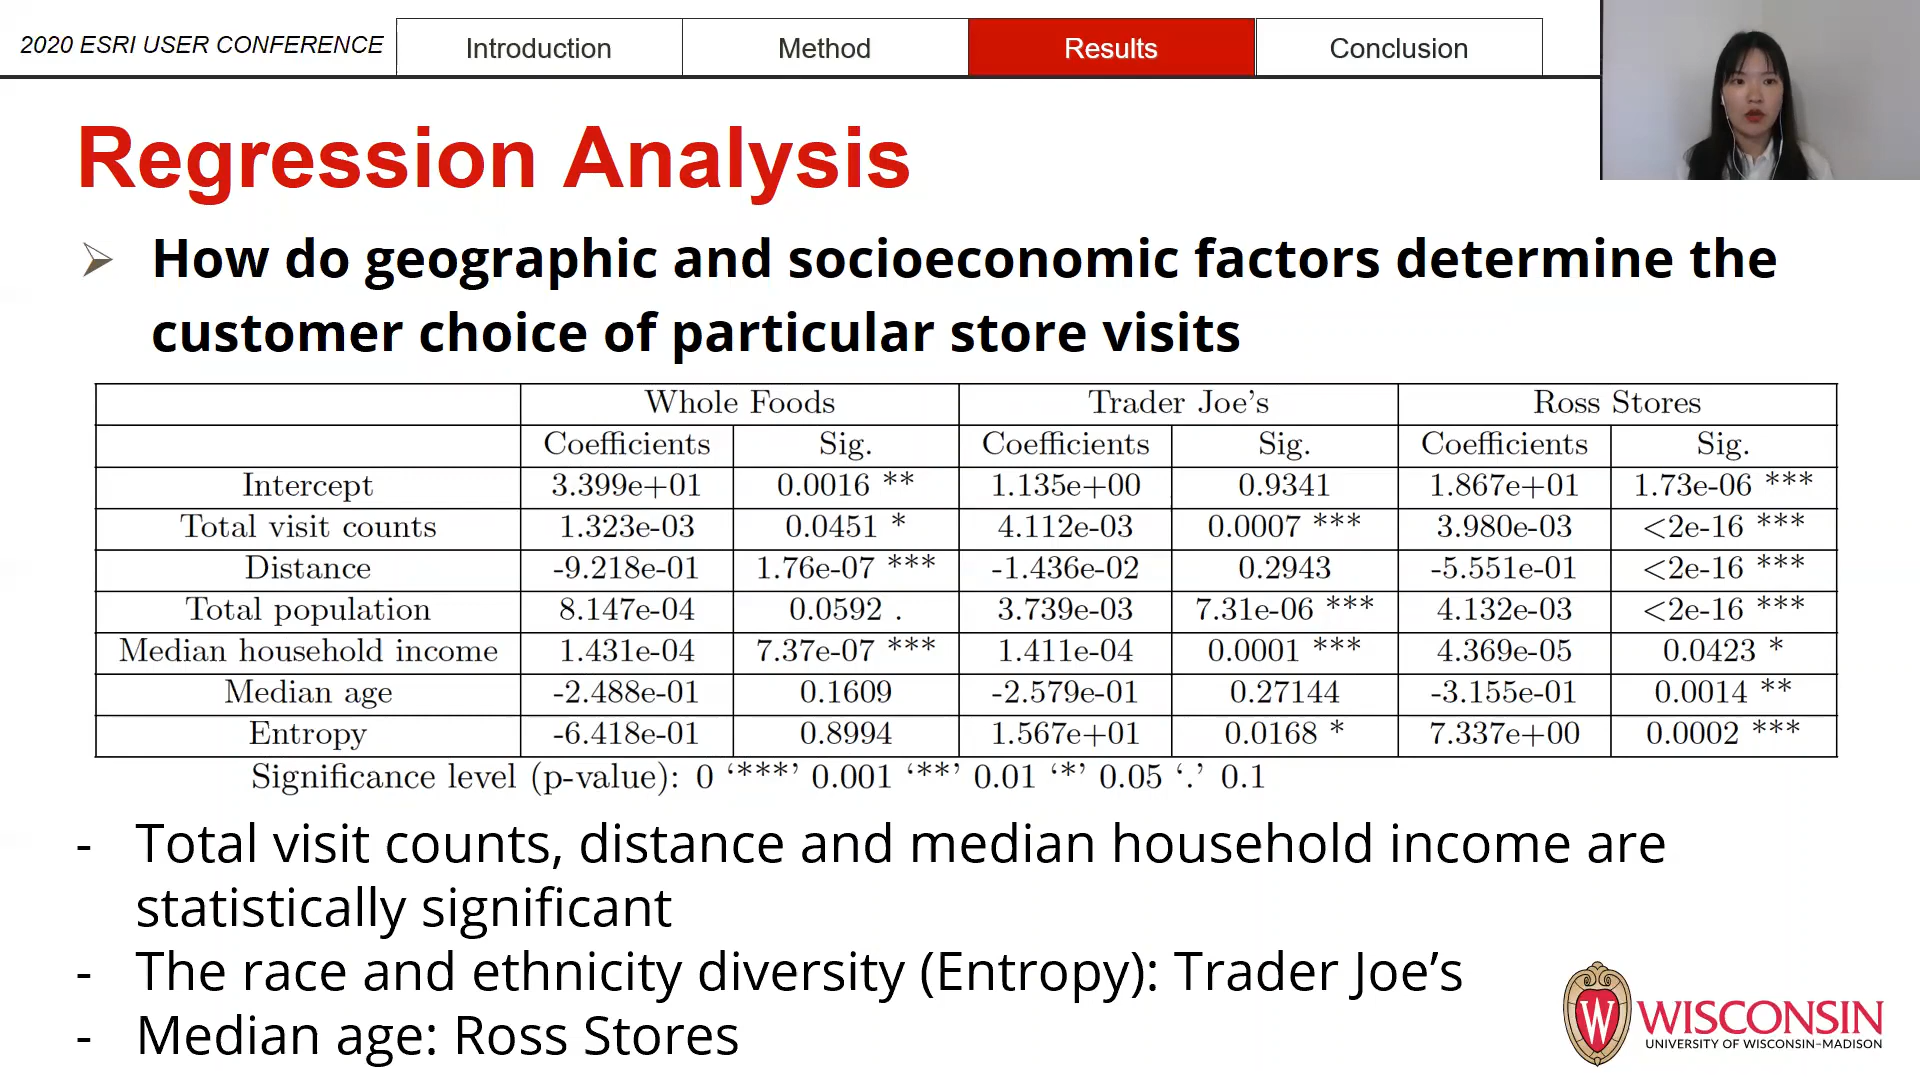 2020 ESRI USER CONFERENCE
Introduction
Method
Results
Conclusion
Regression Analysis
How do geographic and socioeconomic factors determine the
customer choice of particular store visits
Whole Foods Trader Joe's Ross Stores
Coefficients Sig. Coefficients Sig. Coefficients Sig.
Intercept 3.399e+01 0.0016 ** 1.135e+00 0.9341 1.867e+01 1.73e-06 ***
Total visit counts 1.323e-03 0.0451 * 4.112e-03 0.0007 *** 3.980e-03 <2e-16 ***
Distance -9.218e-01 1.76e-07 *** -1.436e-02 0.2943 -5.551e-01 <2e-16 ***
Total population 8.147e-04 0.0592 . 3.739e-03 7.31e-06 *** 4.132e-03 <2e-16 ***
Median household income 1.431e-04 7.37e-07 *** 1.411e-04 0.0001 *** 4.369e-05 0.0423 *
Median age -2.488e-01 0.1609 -2.579e-01 0.27144 -3.155e-01 0.0014 **
Entropy -6.418e-01 0.8994 1.567e+01 0.0168 * 7.337e+00 0.0002 ***
Significance level (p-value): 0 '***' 0.001 '**' 0.01 '*' 0.05 '.' 0.1
- Total visit counts, distance and median household income are
statistically significant
- The race and ethnicity diversity (Entropy): Trader Joe's
- Median age: Ross Stores
W
WISCONSIN
UNIVERSITY OF WISCONSIN–MADISON